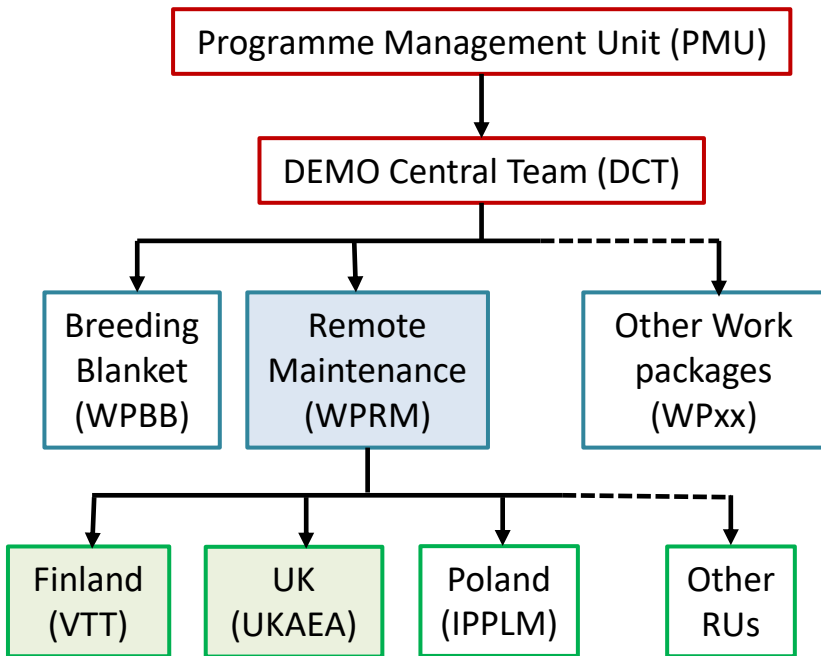 Programme Management Unit (PMU)
DEMO Central Team (DCT)
Breeding
Blanket
(WPBB)
Remote
Maintenance
(WPRM)
Other Work
packages
(WPxx)
Finland
(VTT)
UK
(UKAEA)
Poland
(IPPLM)
Other
RUs